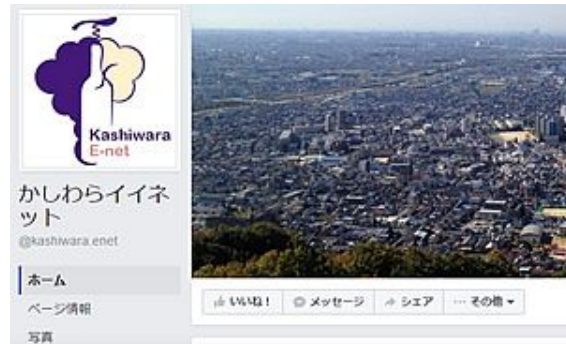 Kashiwara
E-net
かしわらイイネ
ット
@kashiwara.enet
ホーム
ページ情報
写真
いいね！ メッセージ シェア … その他